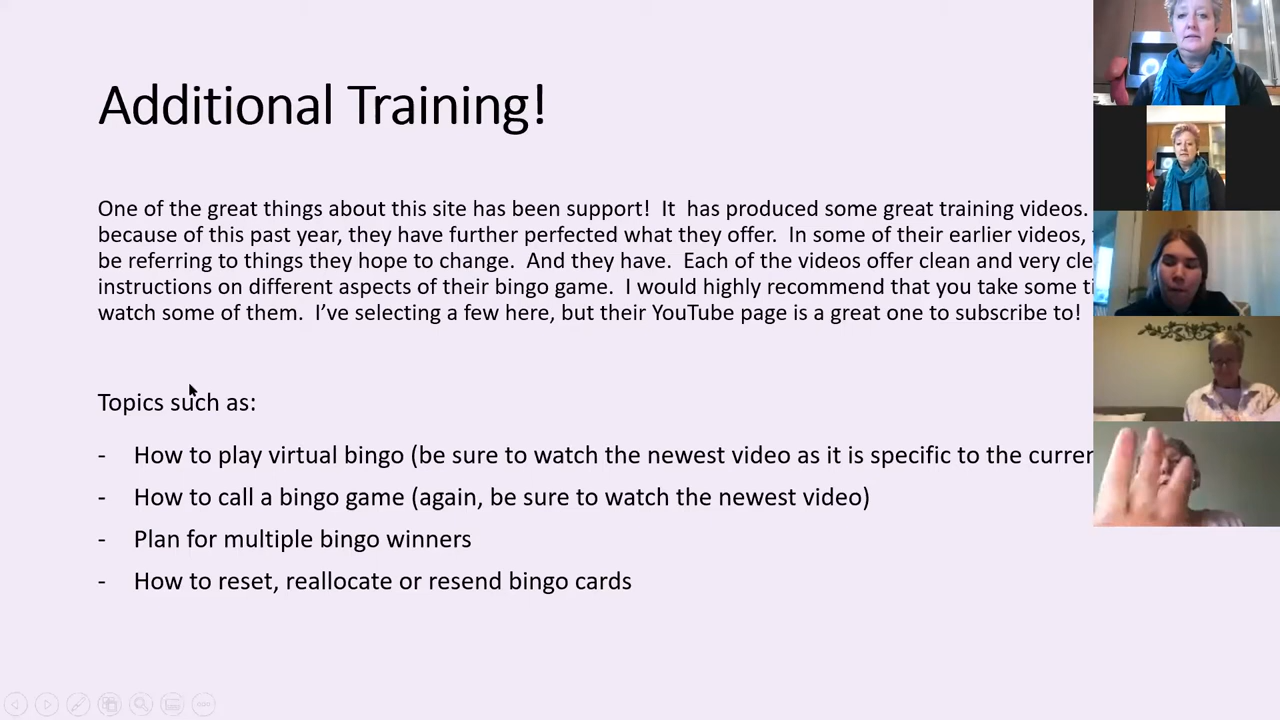 Additional Training!
One of the great things about this site has been support!  It  has produced some great training videos.
because of this past year, they have further perfected what they offer.  In some of their earlier videos,
be referring to things they hope to change.  And they have.  Each of the videos offer clean and very cle
instructions on different aspects of their bingo game.  I would highly recommend that you take some ti
watch some of them.  I’ve selecting a few here, but their YouTube page is a great one to subscribe to!
Topics such as:
- How to play virtual bingo (be sure to watch the newest video as it is specific to the curren
- How to call a bingo game (again, be sure to watch the newest video)
- Plan for multiple bingo winners
- How to reset, reallocate or resend bingo cards